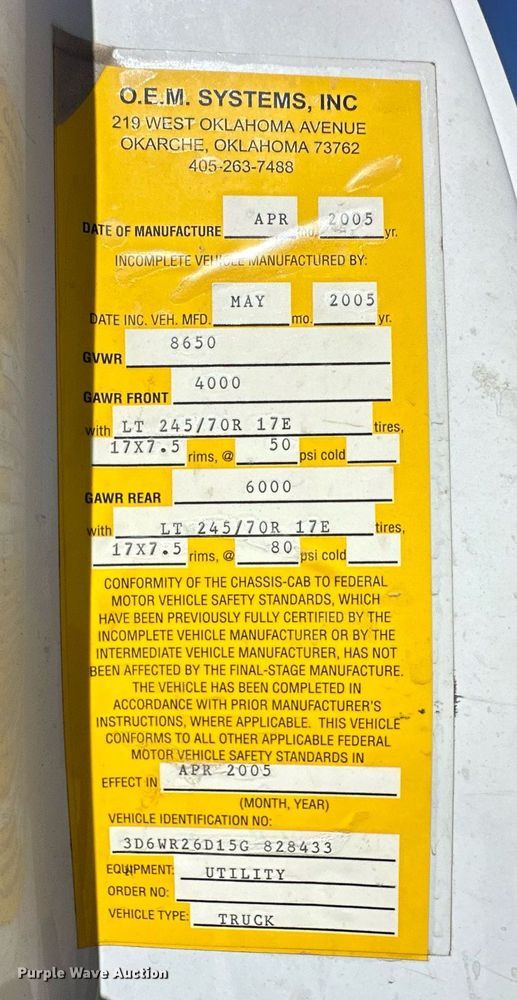 O.E.M. SYSTEMS, INC
219 WEST OKLAHOMA AVENUE
OKARCHE, OKLAHOMA 73762
405-263-7488
DATE OF MANUFACTURE APR mo. 2005 yr.
INCOMPLETE VEHICLE MANUFACTURED BY:
DATE INC. VEH. MFD. MAY mo. 2005 yr.
GVWR 8650
GAWR FRONT 4000
with LT 245/70R 17E tires,
17X7.5 rims, @ 50 psi cold
GAWR REAR 6000
with LT 245/70R 17E tires,
17X7.5 rims, @ 80 psi cold
CONFORMITY OF THE CHASSIS-CAB TO FEDERAL
MOTOR VEHICLE SAFETY STANDARDS, WHICH
HAVE BEEN PREVIOUSLY FULLY CERTIFIED BY THE
INCOMPLETE VEHICLE MANUFACTURER OR BY THE
INTERMEDIATE VEHICLE MANUFACTURER, HAS NOT
BEEN AFFECTED BY THE FINAL-STAGE MANUFACTURE.
THE VEHICLE HAS BEEN COMPLETED IN
ACCORDANCE WITH PRIOR MANUFACTURER'S
INSTRUCTIONS, WHERE APPLICABLE. THIS VEHICLE
CONFORMS TO ALL OTHER APPLICABLE FEDERAL
MOTOR VEHICLE SAFETY STANDARDS IN
EFFECT IN APR 2005
(MONTH, YEAR)
VEHICLE IDENTIFICATION NO:
3D6WR26D15G 828433
EQUIPMENT: UTILITY
ORDER NO:
VEHICLE TYPE: TRUCK
Purple Wave Auction